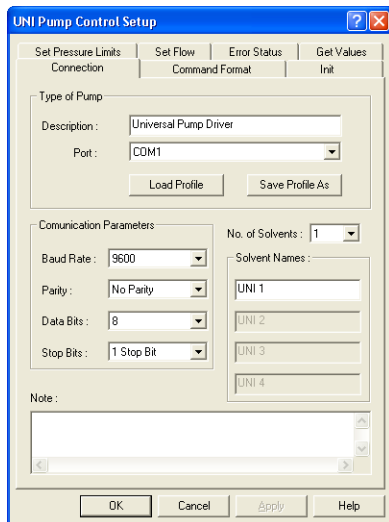 UNI Pump Control Setup
Set Pressure Limits Set Flow Error Status Get Values
Connection Command Format Init
Type of Pump
Description : Universal Pump Driver
Port : COM1
Load Profile Save Profile As
Comunication Parameters
No. of Solvents : 1
Baud Rate : 9600
Solvent Names :
Parity : No Parity
UNI 1
Data Bits : 8
UNI 2
Stop Bits : 1 Stop Bit
UNI 3
UNI 4
Note :
OK Cancel Apply Help